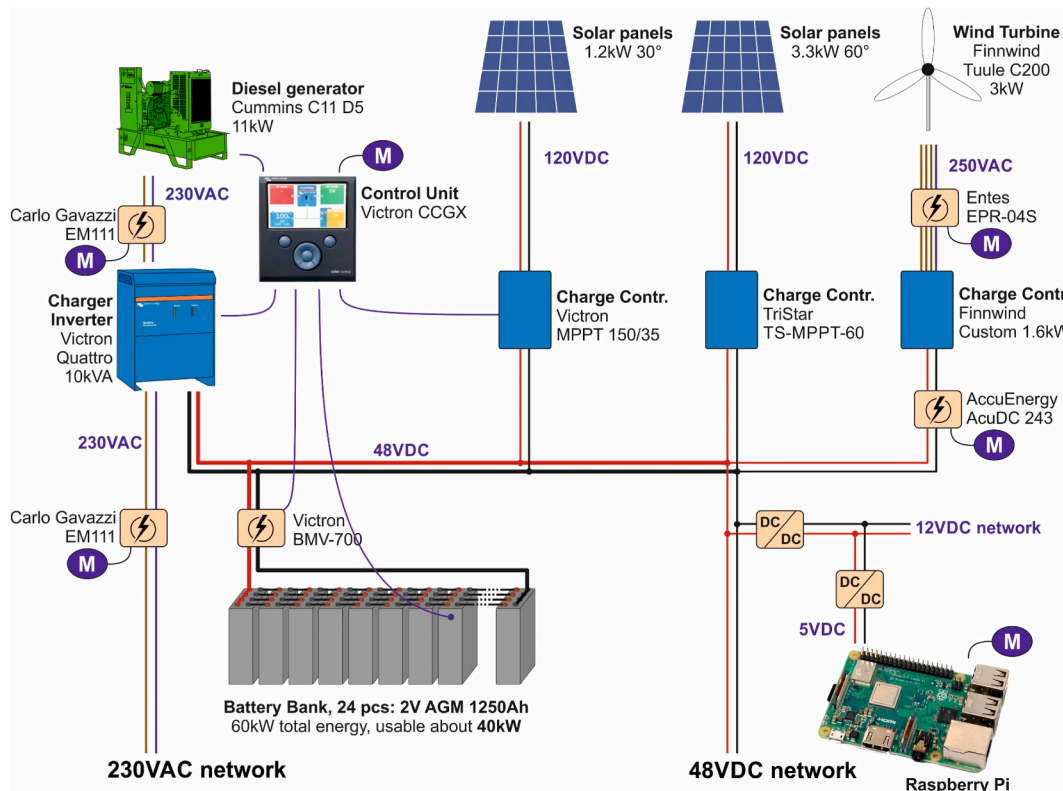 Solar panels
1.2kW 30°
Solar panels
3.3kW 60°
Wind Turbine
Finnwind
Tuule C200
3kW
Diesel generator
Cummins C11 D5
11kW
M
120VDC
120VDC
250VAC
230VAC
Control Unit
Victron CCGX
Entes
EPR-04S
M
Carlo Gavazzi
EM111
M
Charger
Inverter
Victron
Quattro
10kVA
Charge Contr.
Victron
MPPT 150/35
Charge Contr.
TriStar
TS-MPPT-60
Charge Contr
Finnwind
Custom 1.6kW
AccuEnergy
AcuDC 243
M
230VAC
48VDC
Carlo Gavazzi
EM111
M
Victron
BMV-700
DC
DC
12VDC network
DC
DC
5VDC
M
Battery Bank, 24 pcs: 2V AGM 1250Ah
60kW total energy, usable about 40kW
230VAC network
48VDC network
Raspberry Pi